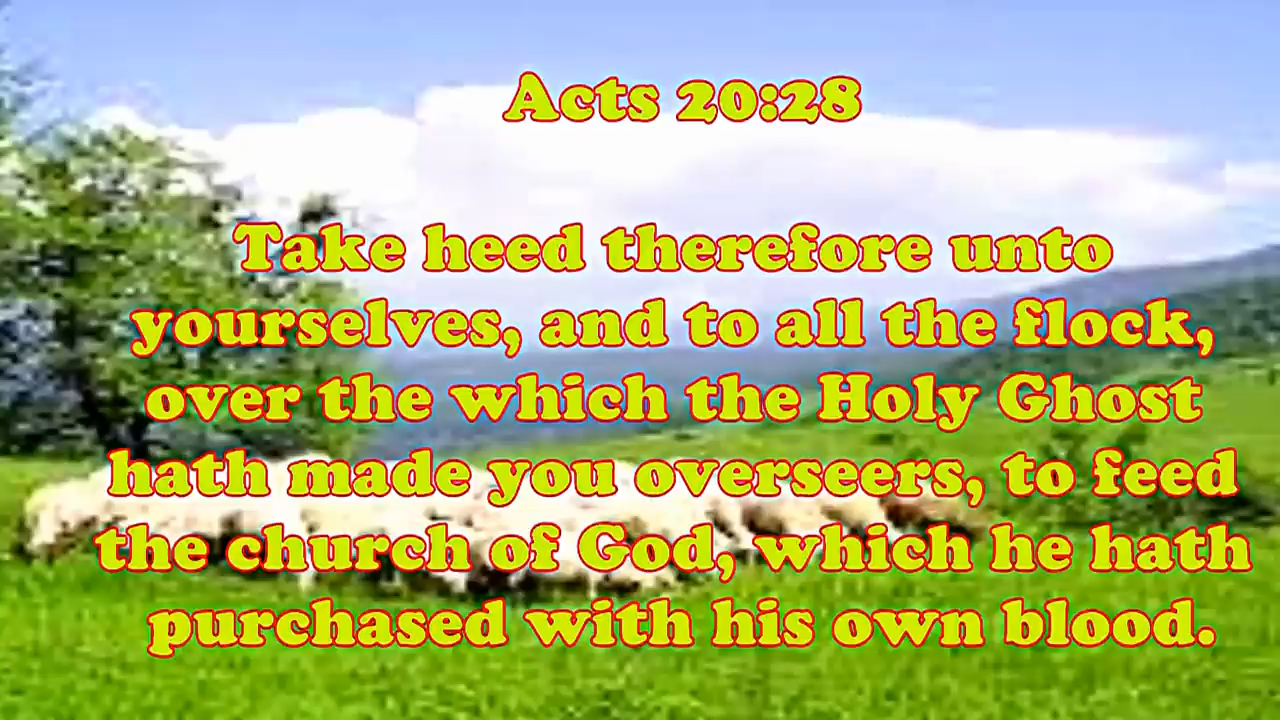 Acts 20:28
Take heed therefore unto
yourselves, and to all the flock,
over the which the Holy Ghost
hath made you overseers, to feed
the church of God, which he hath
purchased with his own blood.